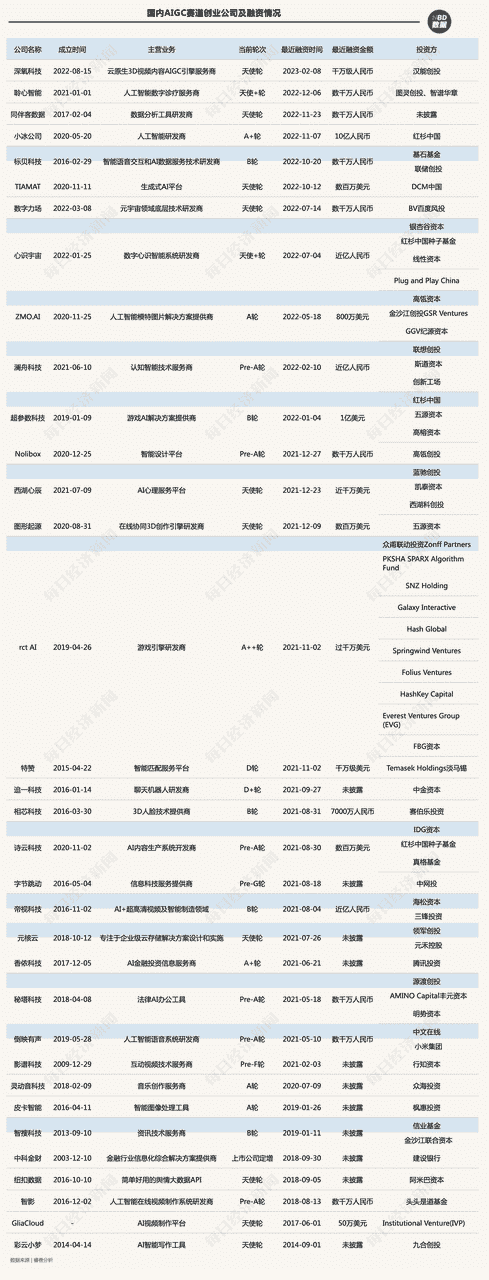 国内AIGC赛道创业公司及融资情况
NBD
数据
公司名称 成立时间 主营业务 当前轮次 最近融资时间 最近融资金额 投资方
深氧科技 2022-08-15 云原生3D视频内容AIGC引擎服务商 天使轮 2023-02-08 千万级人民币 汉能创投
聆心智能 2021-01-01 人工智能数字诊疗服务商 天使+轮 2022-12-06 数千万人民币 图灵创投、智谱华章
同伴客数据 2017-02-04 数据分析工具研发商 天使轮 2022-11-23 数千万人民币 未披露
小冰公司 2020-05-20 人工智能研发商 A+轮 2022-11-07 10亿人民币 红杉中国
标贝科技 2016-02-29 智能语音交互和AI数据服务技术研发商 B轮 2022-10-20 数千万人民币 基石基金
联储创投
TIAMAT 2020-11-11 生成式AI平台 天使轮 2022-10-12 数百万美元 DCM中国
数字力场 2022-03-08 元宇宙领域底层技术研发商 天使轮 2022-07-14 数千万人民币 BV百度风投
心识宇宙 2022-01-25 数字心识智能系统研发商 天使+轮 2022-07-04 近亿人民币 银杏谷资本
红杉中国种子基金
线性资本
Plug and Play China
ZMO.AI 2020-11-25 人工智能模特图片解决方案提供商 A轮 2022-05-18 800万美元 高瓴资本
金沙江创投GSR Ventures
GGV纪源资本
澜舟科技 2021-06-10 认知智能技术服务商 Pre-A轮 2022-02-10 近亿人民币 联想创投
斯道资本
创新工场
超参数科技 2019-01-09 游戏AI解决方案提供商 B轮 2022-01-04 1亿美元 红杉中国
五源资本
高榕资本
Nolibox 2020-12-25 智能设计平台 Pre-A轮 2021-12-27 数千万人民币 高瓴创投
西湖心辰 2021-07-09 AI心理服务平台 天使轮 2021-12-23 近千万美元 蓝驰创投
凯泰资本
西湖科创投
图形起源 2020-08-31 在线协同3D创作引擎研发商 天使轮 2021-12-09 数百万美元 五源资本
rct AI 2019-04-26 游戏引擎研发商 A++轮 2021-11-02 过千万美元 众甫联动投资Zonff Partners
PKSHA SPARX Algorithm
Fund
SNZ Holding
Galaxy Interactive
Hash Global
Springwind Ventures
Folius Ventures
HashKey Capital
Everest Ventures Group
(EVG)
FBG资本
特赞 2015-04-22 智能匹配服务平台 D轮 2021-11-02 千万级美元 Temasek Holdings淡马锡
追一科技 2016-01-14 聊天机器人研发商 D+轮 2021-09-27 未披露 中金资本
相芯科技 2016-03-30 3D人脸技术提供商 B轮 2021-08-31 7000万人民币 赛伯乐投资
诗云科技 2020-11-02 AI内容生产系统开发商 Pre-A轮 2021-08-30 数百万美元 IDG资本
红杉中国种子基金
真格基金
字节跳动 2016-05-04 信息科技服务提供商 Pre-G轮 2021-08-18 未披露 中网投
帝视科技 2016-11-02 AI+超高清视频及智能制造领域 B轮 2021-08-04 近亿人民币 海松资本
三锋投资
元核云 2018-10-12 专注于企业级云存储解决方案设计和实施 天使轮 2021-07-26 未披露 领军创投
元禾控股
香侬科技 2017-12-05 AI金融投资信息服务商 A+轮 2021-06-21 未披露 腾讯投资
秘塔科技 2018-04-08 法律AI办公工具 Pre-A轮 2021-05-18 数千万人民币 源渡创投
AMINO Capital丰元资本
明势资本
倒映有声 2019-05-28 人工智能语音系统研发商 Pre-A轮 2021-05-10 数千万人民币 中文在线
小米集团
影谱科技 2009-12-29 互动视频技术服务商 Pre-F轮 2021-02-03 未披露 行知资本
灵动音科技 2018-02-09 音乐创作服务商 A轮 2020-07-09 未披露 众海投资
皮卡智能 2016-04-11 智能图像处理工具 A轮 2019-01-26 未披露 枫惠投资
智搜科技 2013-09-10 资讯技术服务商 B轮 2019-01-11 未披露 信业基金
金沙江联合资本
中科金财 2003-12-10 金融行业信息化综合解决方案提供商 上市公司定增 2018-09-30 未披露 建设银行
纽扣数据 2016-10-10 简单好用的舆情大数据API 天使轮 2018-09-05 未披露 阿米巴资本
智影 2016-12-02 人工智能在线视频制作系统研发商 Pre-A轮 2018-08-13 数千万人民币 头头是道基金
GliaCloud - AI视频制作平台 天使轮 2017-06-01 50万美元 Institutional Venture(IVP)
彩云小梦 2014-04-14 AI智能写作工具 天使轮 2014-09-01 未披露 九合创投
数据来源｜睿兽分析
每日经济新闻